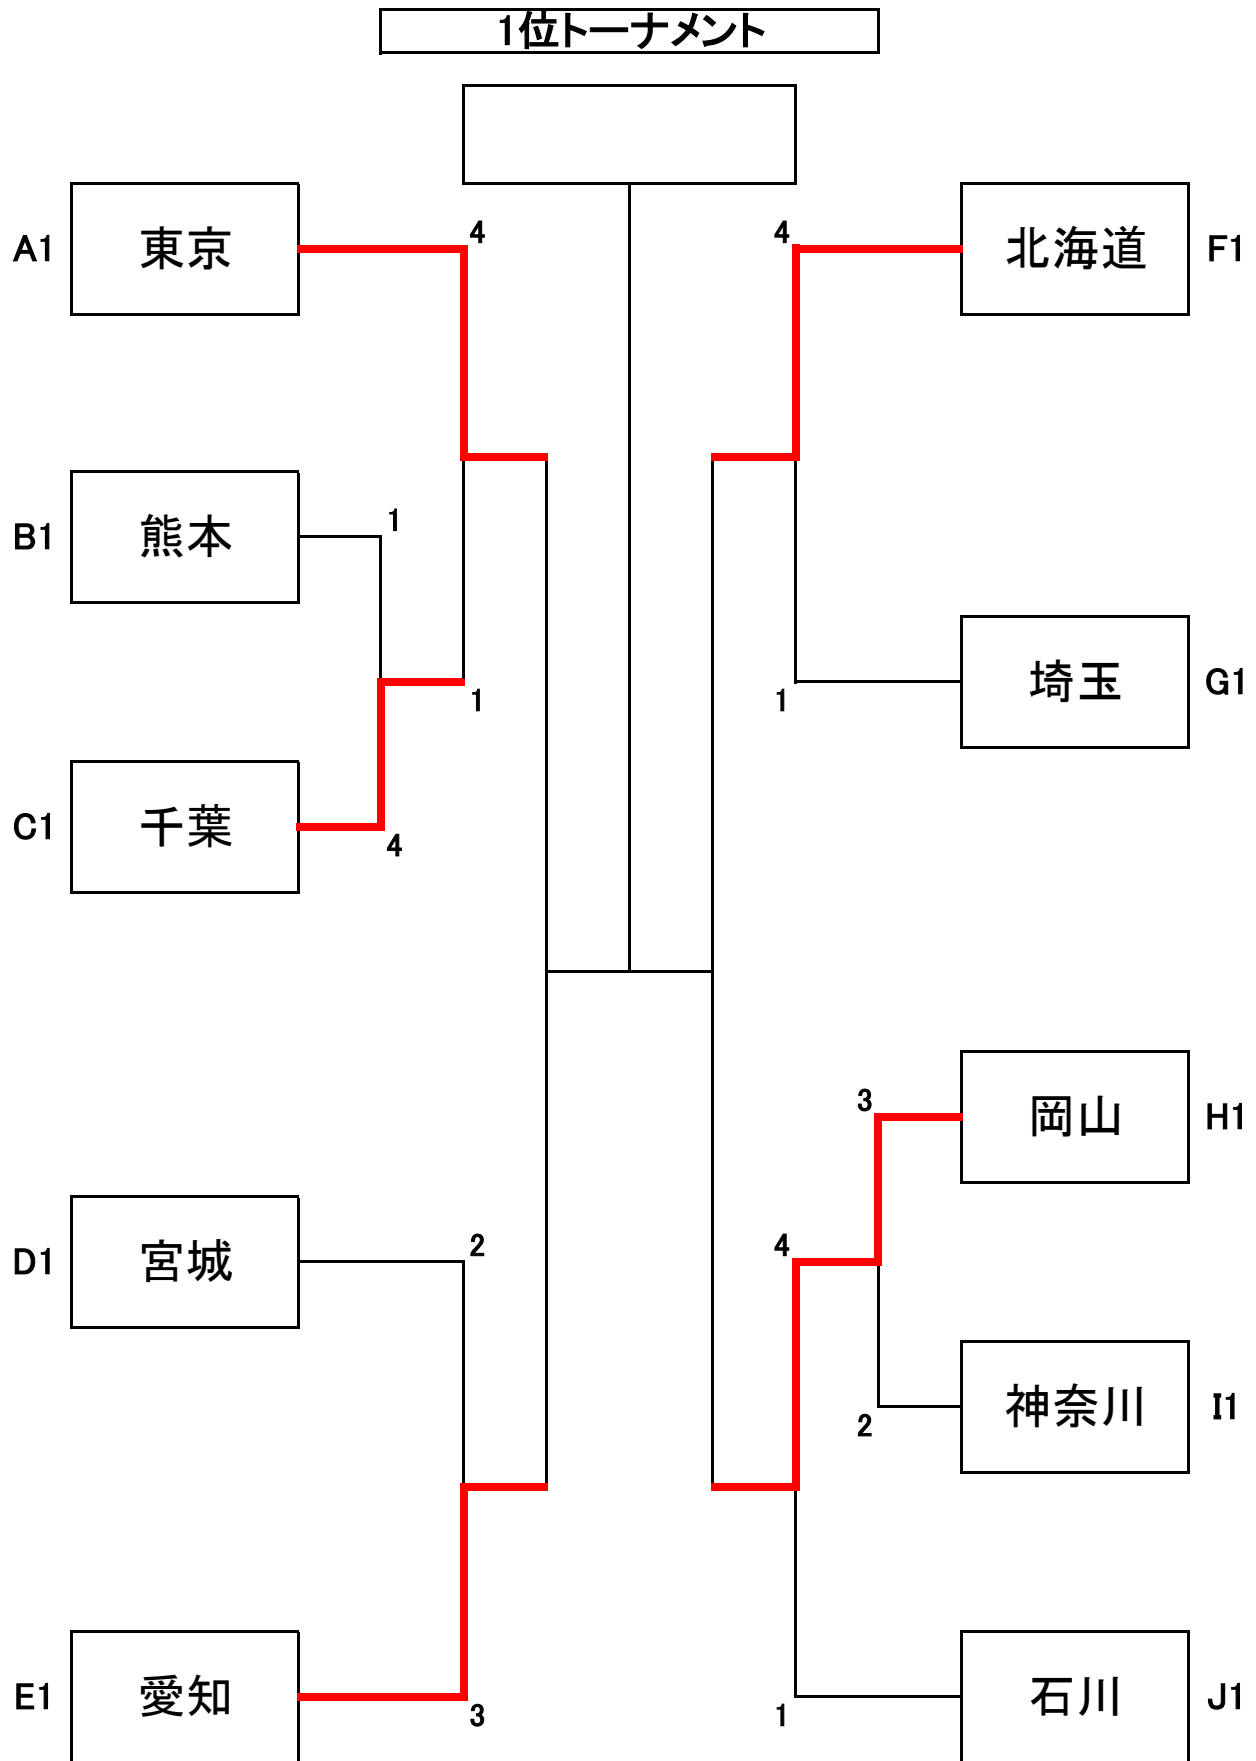 1位トーナメント
A1 東京 4 4 北海道 F1
B1 熊本 1
1 1 埼玉 G1
C1 千葉 4
3 岡山 H1
D1 宮城 2 4
2 神奈川 I1
E1 愛知 3 1 石川 J1